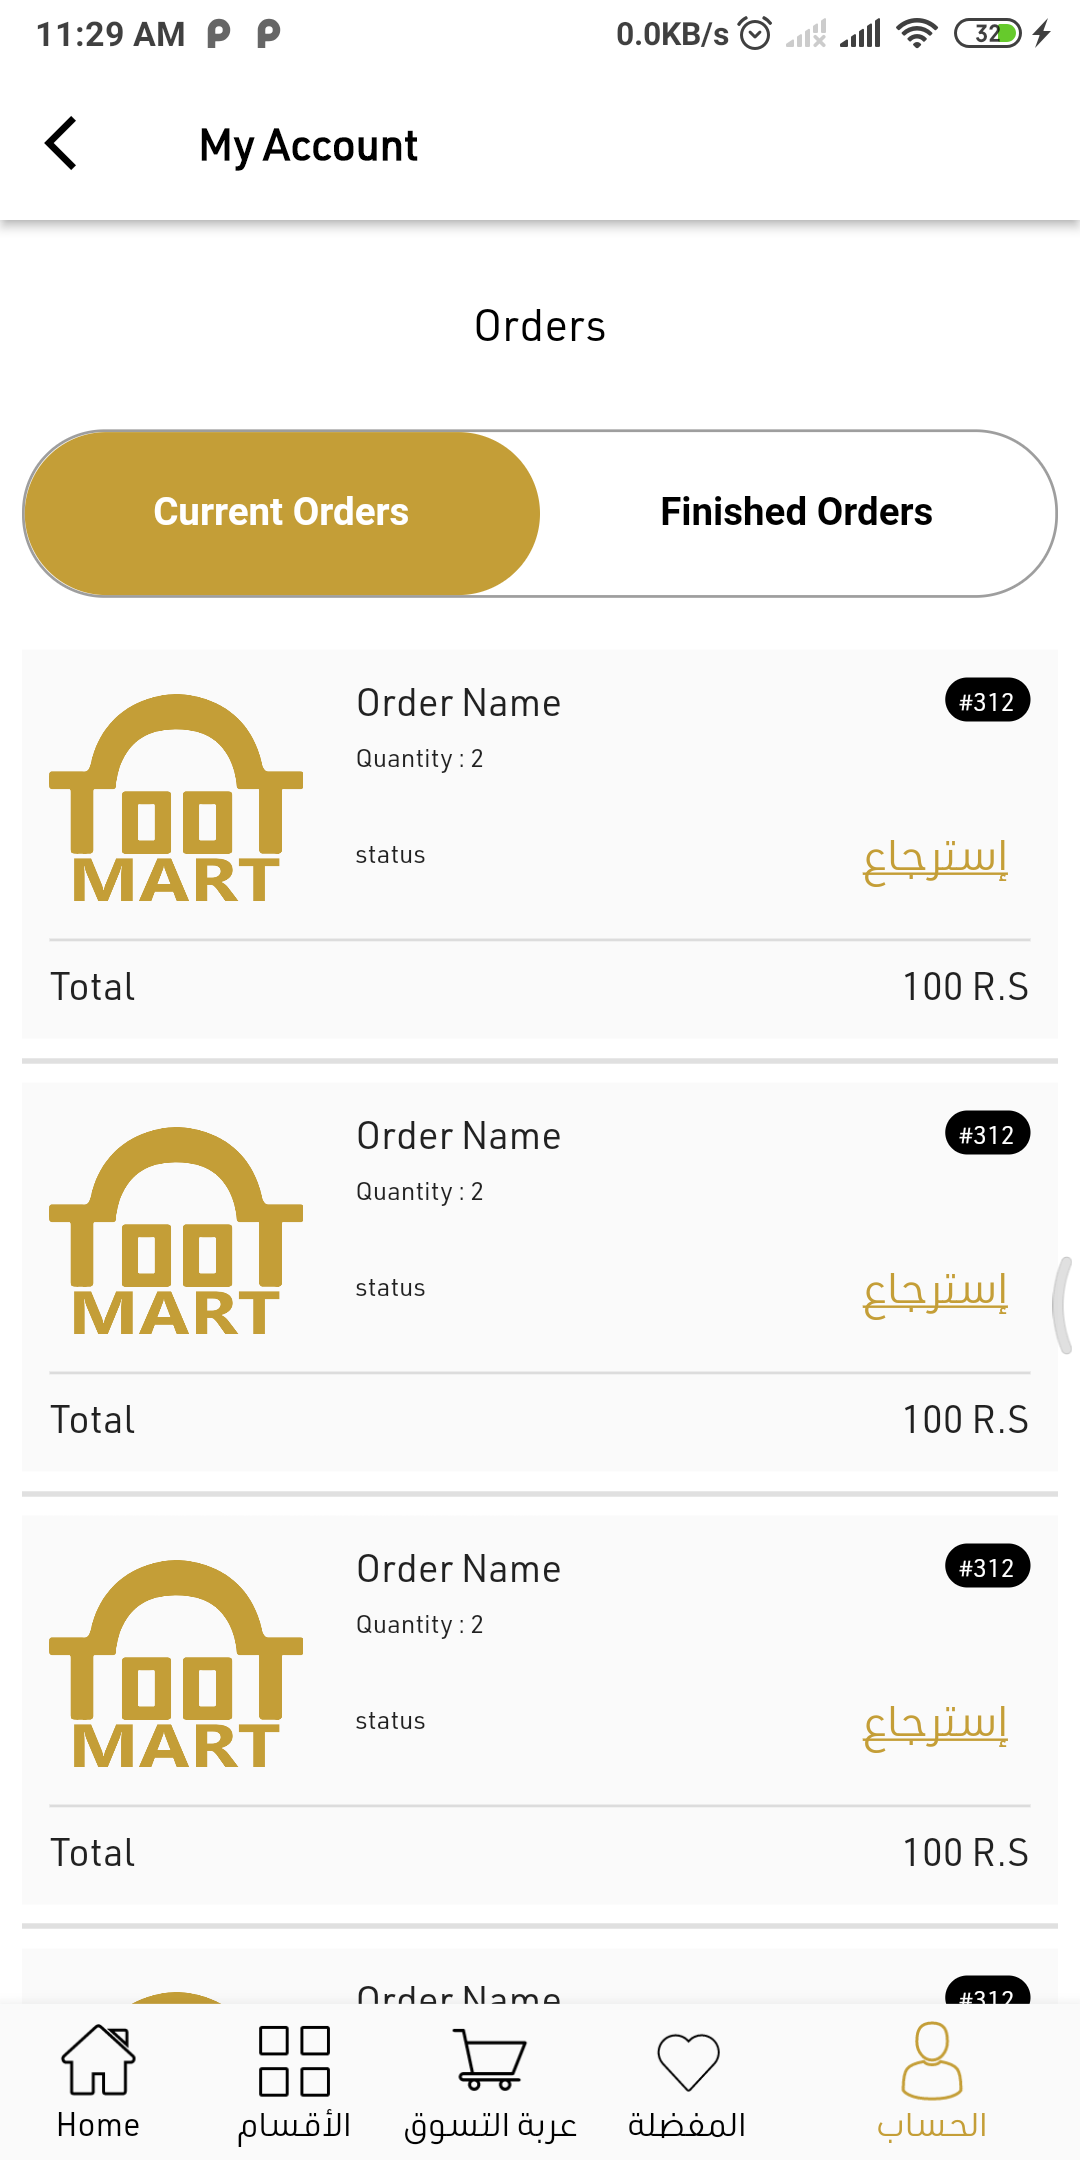 11:29 AM
0.0KB/s
32
My Account
Orders
Current Orders
Finished Orders
Order Name
#312
Quantity : 2
status
إسترجاع
TOOT
MART
Total
100 R.S
Order Name
#312
Quantity : 2
status
إسترجاع
TOOT
MART
Total
100 R.S
Order Name
#312
Quantity : 2
status
إسترجاع
TOOT
MART
Total
100 R.S
Order Name
#312
Home
الأقسام
عربة التسوق
المفضلة
الحساب